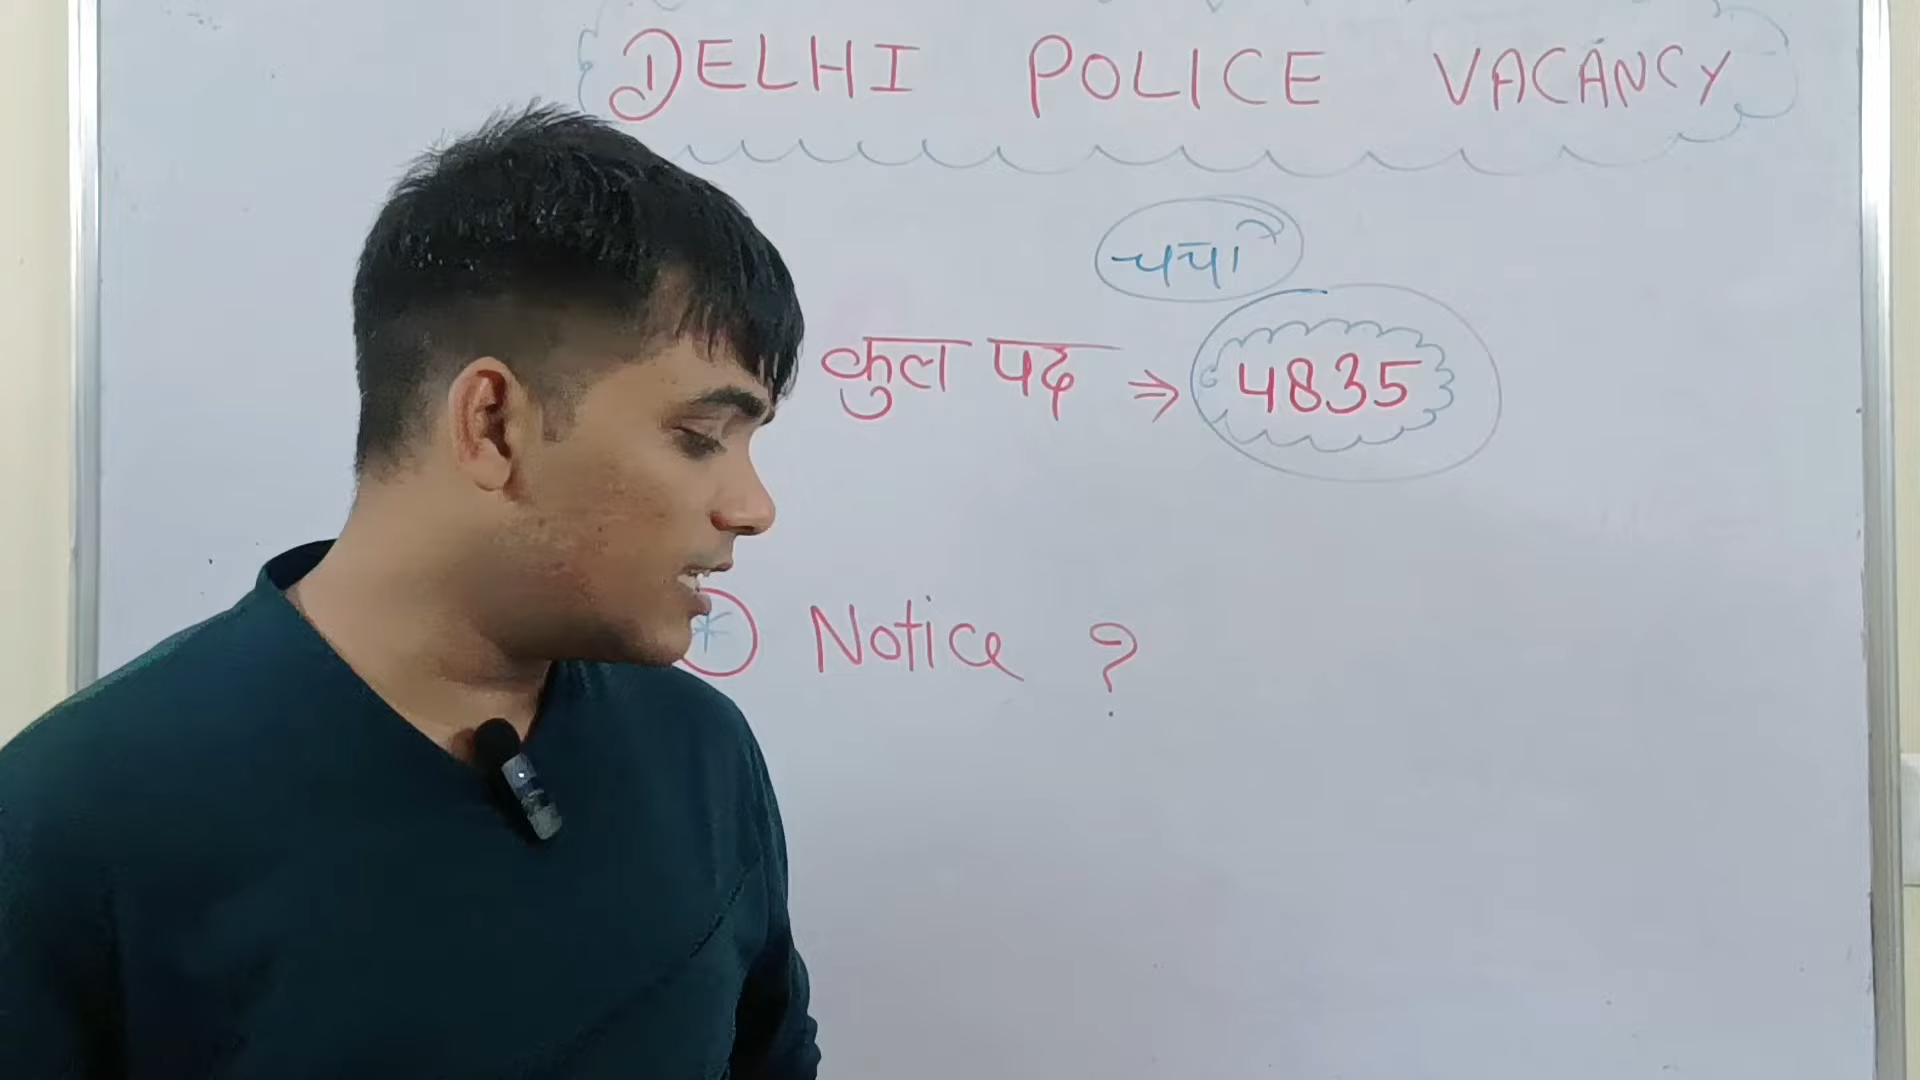 DELHI POLICE VACANCY
चर्चा
कुल पद ⇒ 4835
* Notice ?